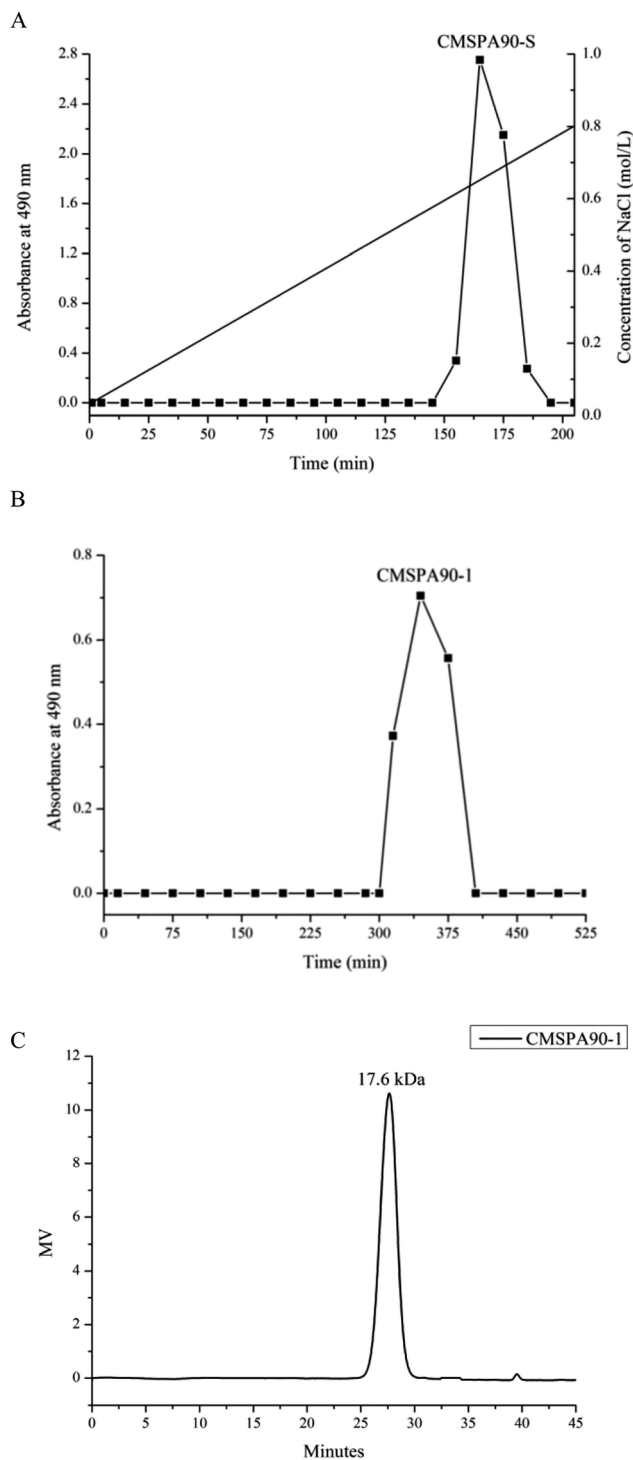 A
CMSPA90-S
2.8
2.4
2.0
1.6
1.2
0.8
0.4
0.0
Absorbance at 490 nm
1.0
0.8
0.6
0.4
0.2
0.0
Concentration of NaCl (mol/L)
0 25 50 75 100 125 150 175 200
Time (min)
B
CMSPA90-1
0.8
0.6
0.4
0.2
0.0
Absorbance at 490 nm
0 75 150 225 300 375 450 525
Time (min)
C
CMSPA90-1
17.6 kDa
12
10
8
6
4
2
0
MV
0 5 10 15 20 25 30 35 40 45
Minutes